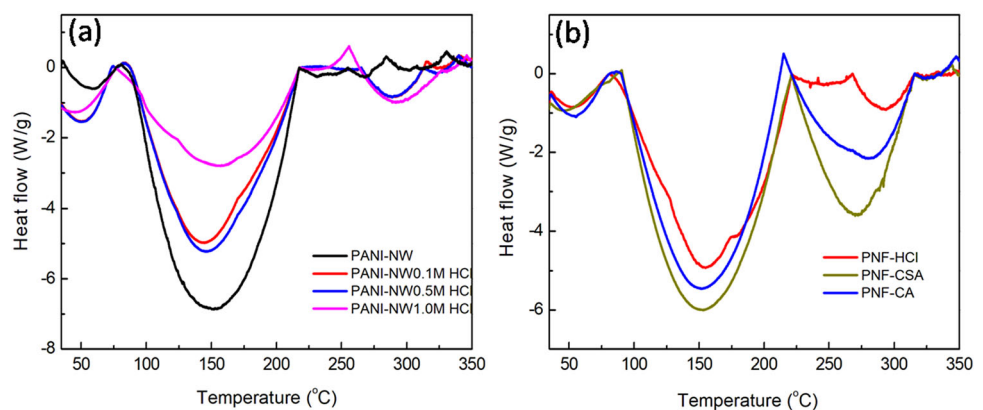 (a)
0
-2
-4
-6
-8
Heat flow (W/g)
PANI-NW
PANI-NW0.1M HCl
PANI-NW0.5M HCl
PANI-NW1.0M HCl
50 100 150 200 250 300 350
Temperature (°C)
(b)
0
-2
-4
-6
Heat flow (W/g)
PNF-HCl
PNF-CSA
PNF-CA
50 100 150 200 250 300 350
Temperature (°C)